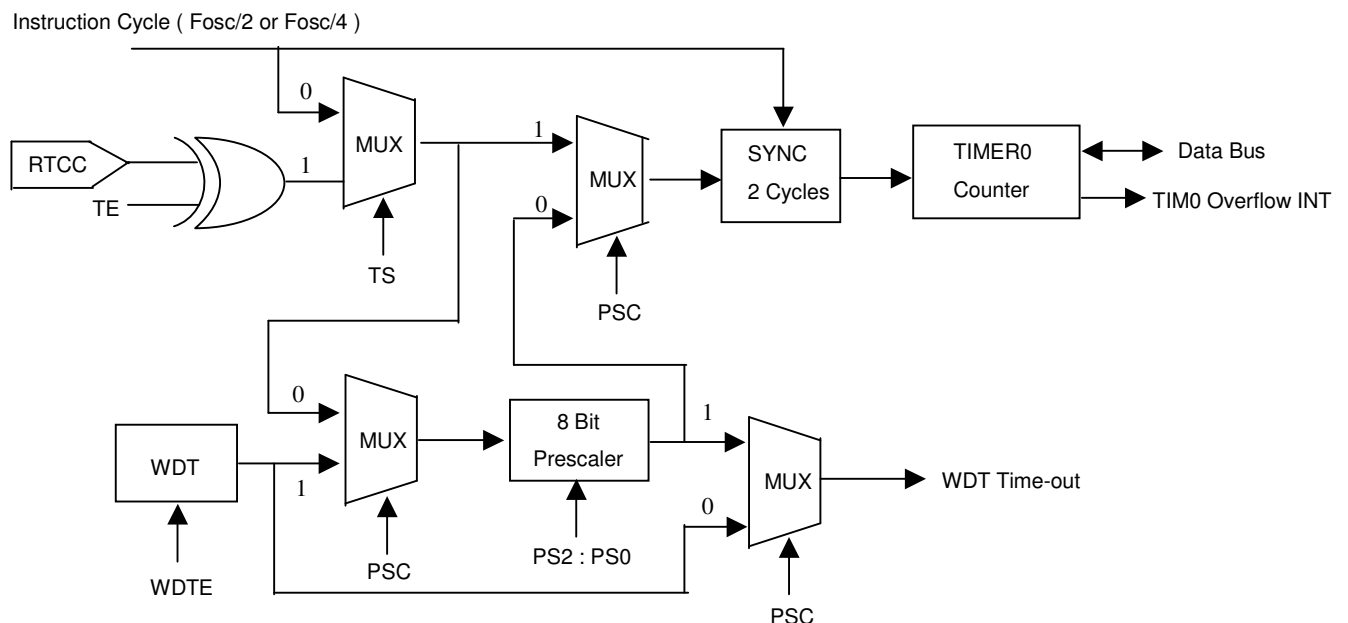 Instruction Cycle ( Fosc/2 or Fosc/4 )
0
MUX
RTCC
1
TE
TS
1
MUX
0
PSC
SYNC
2 Cycles
TIMER0
Counter
Data Bus
TIM0 Overflow INT
0
MUX
WDT
1
WDTE
PSC
8 Bit
Prescaler
PS2 : PS0
1
MUX
0
WDT Time-out
PSC